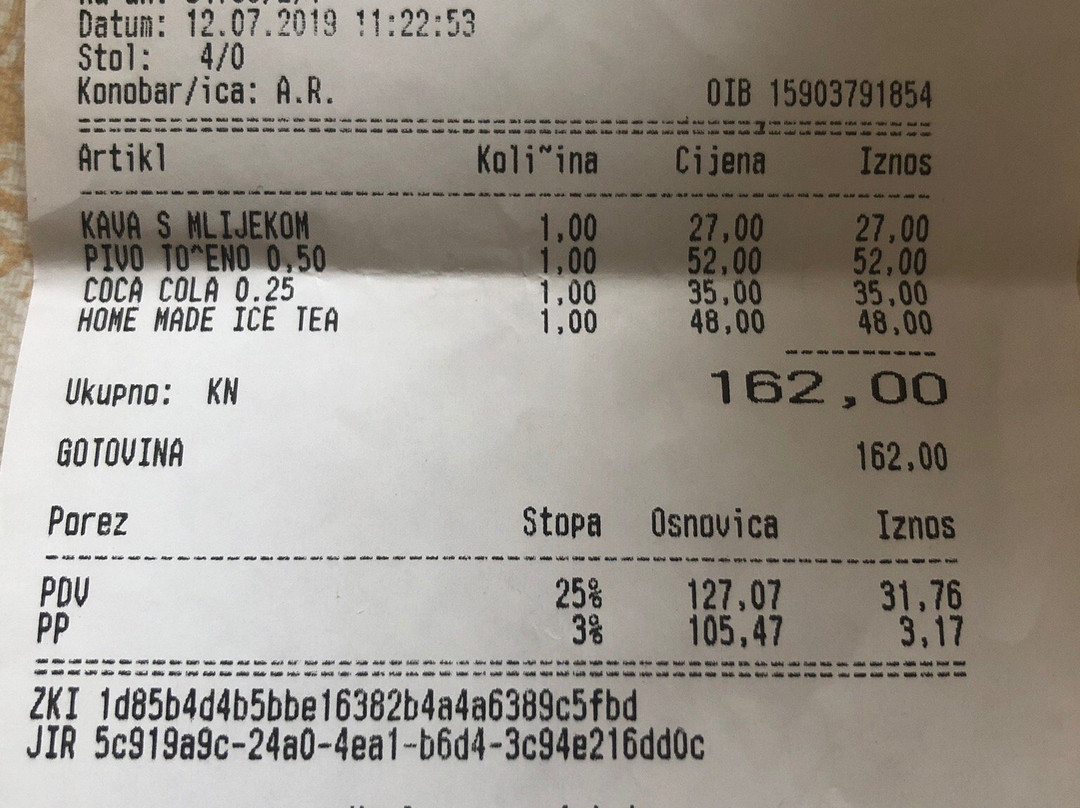 Datum: 12.07.2019 11:22:53
Stol: 4/0
Konobar/ica: A.R. OIB 15903791854
Artikl Koli~ina Cijena Iznos
KAVA S MLIJEKOM 1,00 27,00 27,00
PIVO TO^ENO 0,50 1,00 52,00 52,00
COCA COLA 0.25 1,00 35,00 35,00
HOME MADE ICE TEA 1,00 48,00 48,00
Ukupno: KN 162,00
GOTOVINA 162,00
Porez Stopa Osnovica Iznos
PDV 25% 127,07 31,76
PP 3% 105,47 3,17
ZKI 1d85b4d4b5bbe16382b4a4a6389c5fbd
JIR 5c919a9c-24a0-4ea1-b6d4-3c94e216dd0c